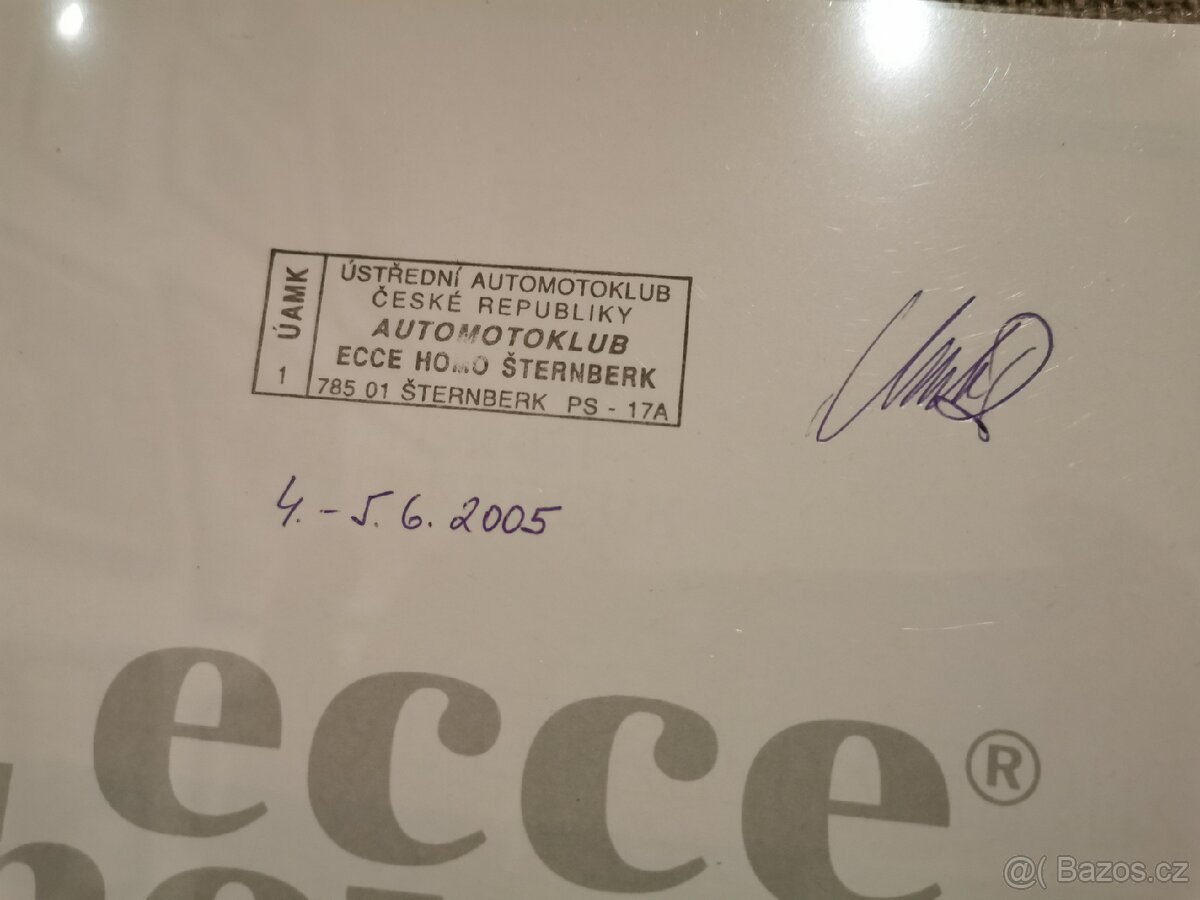 1 ÚAMK
ÚSTŘEDNÍ AUTOMOTOKLUB
ČESKÉ REPUBLIKY
AUTOMOTOKLUB
ECCE HOMO ŠTERNBERK
785 01 ŠTERNBERK PS - 17A
4. - 5. 6. 2005
ecce®
@( Bazos.cz